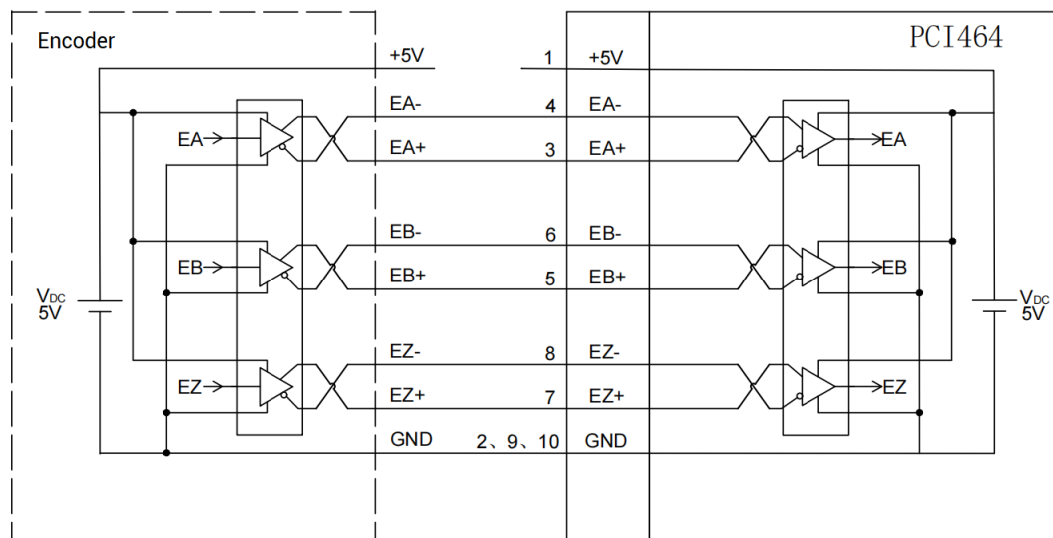 Encoder
PCI464
+5V 1 +5V
EA- 4 EA-
EA EA
EA+ 3 EA+
EB- 6 EB-
EB EB
EB+ 5 EB+
VDC
5V
VDC
5V
EZ- 8 EZ-
EZ EZ
EZ+ 7 EZ+
GND 2、9、10 GND